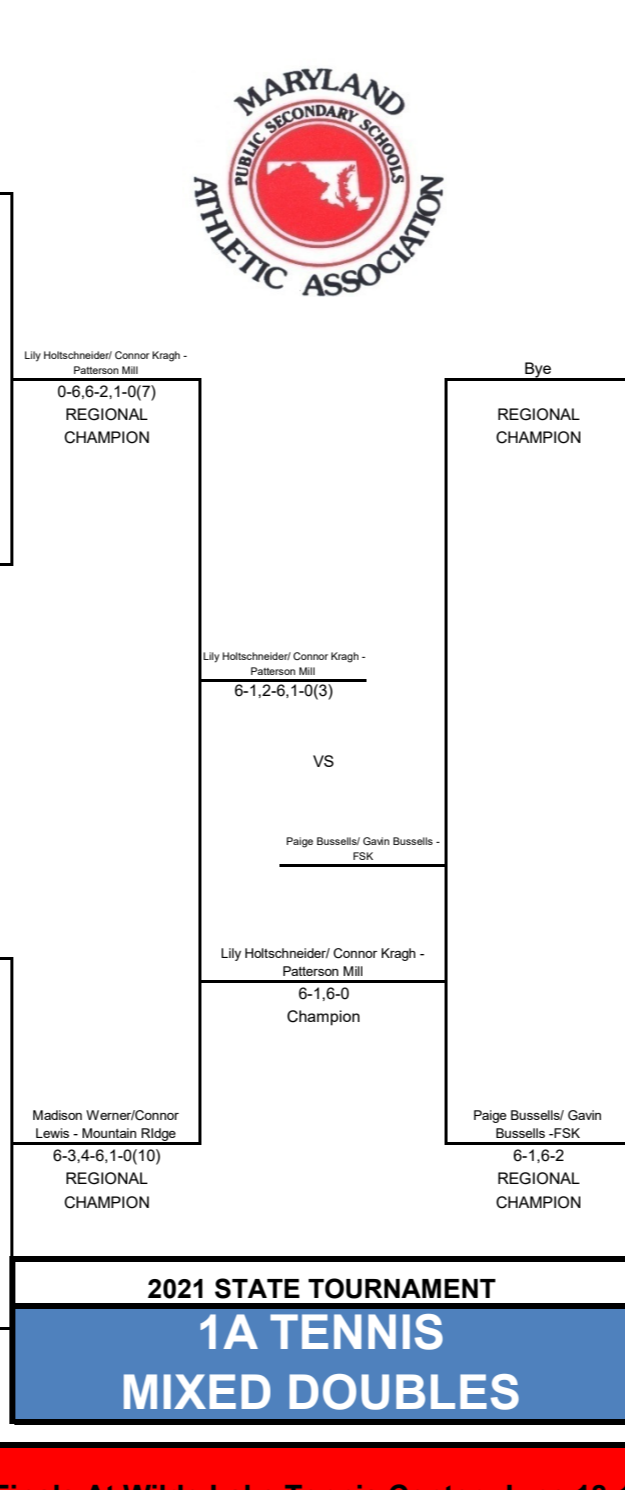 MARYLAND
PUBLIC SECONDARY SCHOOLS
ATHLETIC ASSOCIATION
Lily Holtschneider/ Connor Kragh -
Patterson Mill
0-6,6-2,1-0(7)
REGIONAL
CHAMPION
Bye
REGIONAL
CHAMPION
Lily Holtschneider/ Connor Kragh -
Patterson Mill
6-1,2-6,1-0(3)
VS
Paige Bussells/ Gavin Bussells -
FSK
Lily Holtschneider/ Connor Kragh -
Patterson Mill
6-1,6-0
Champion
Madison Werner/Connor
Lewis - Mountain RIdge
6-3,4-6,1-0(10)
REGIONAL
CHAMPION
Paige Bussells/ Gavin
Bussells -FSK
6-1,6-2
REGIONAL
CHAMPION
2021 STATE TOURNAMENT
1A TENNIS
MIXED DOUBLES